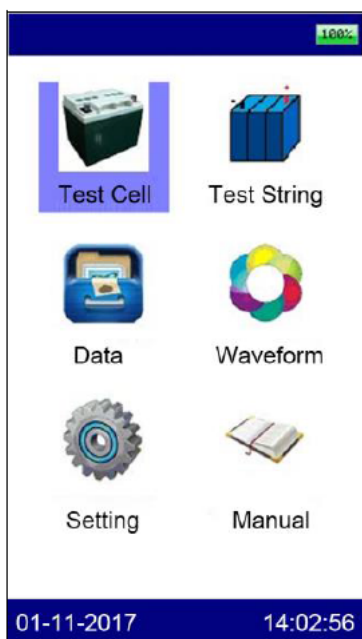 100%
Test Cell Test String
Data Waveform
Setting Manual
01-11-2017 14:02:56